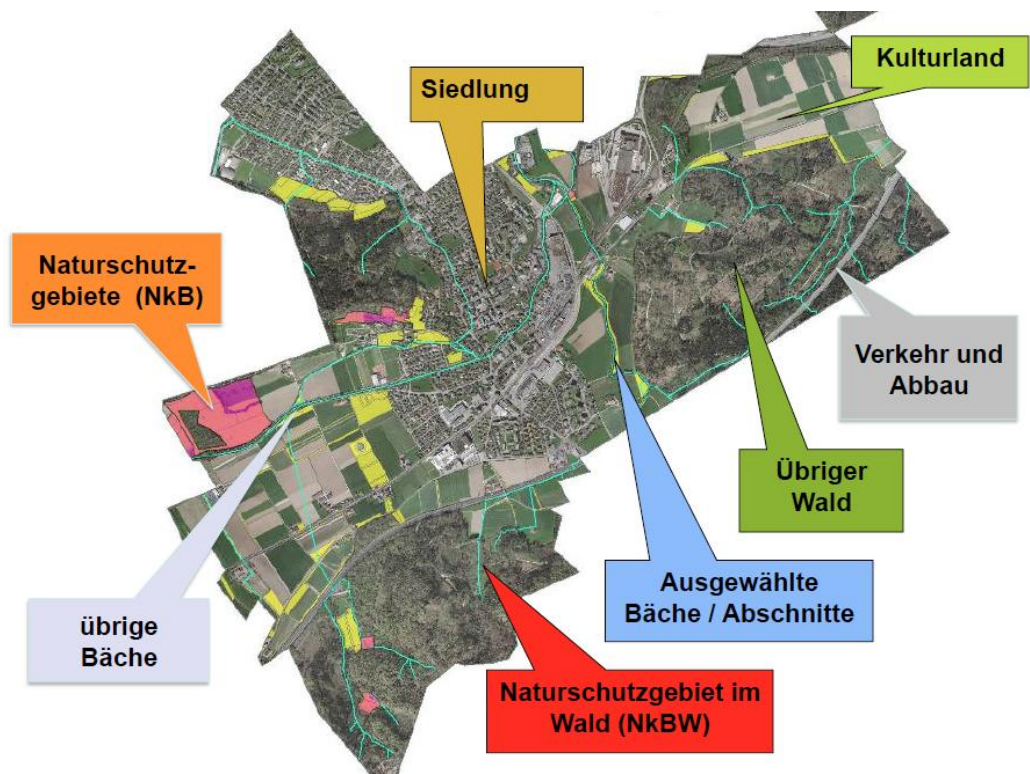 Kulturland
Siedlung
Naturschutz-
gebiete (NkB)
Verkehr und
Abbau
Übriger
Wald
Ausgewählte
Bäche / Abschnitte
übrige
Bäche
Naturschutzgebiet im
Wald (NkBW)